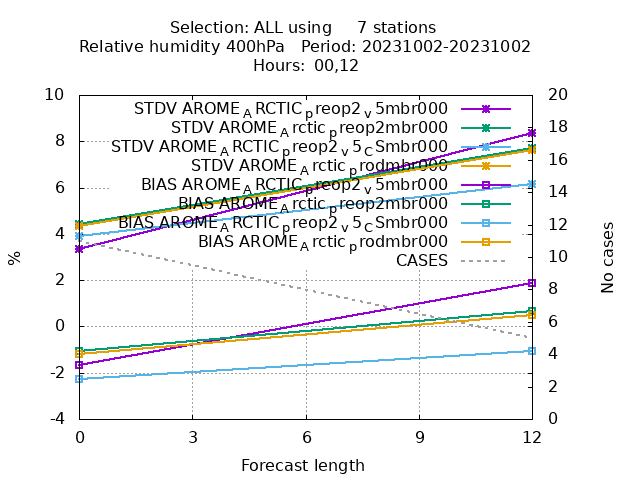 Selection: ALL using 7 stations
Relative humidity 400hPa Period: 20231002-20231002
Hours: 00,12
STDV AROME_ARCTIC_preop2_v5mbr000
STDV AROME_Arctic_preop2mbr000
STDV AROME_ARCTIC_preop2_v5_CSmbr000
STDV AROME_Arctic_prodmbr000
BIAS AROME_ARCTIC_preop2_v5mbr000
BIAS AROME_Arctic_preop2mbr000
BIAS AROME_ARCTIC_preop2_v5_CSmbr000
BIAS AROME_Arctic_prodmbr000
CASES
10
8
6
4
2
0
-2
-4
%
20
18
16
14
12
10
8
6
4
2
0
No cases
0 3 6 9 12
Forecast length